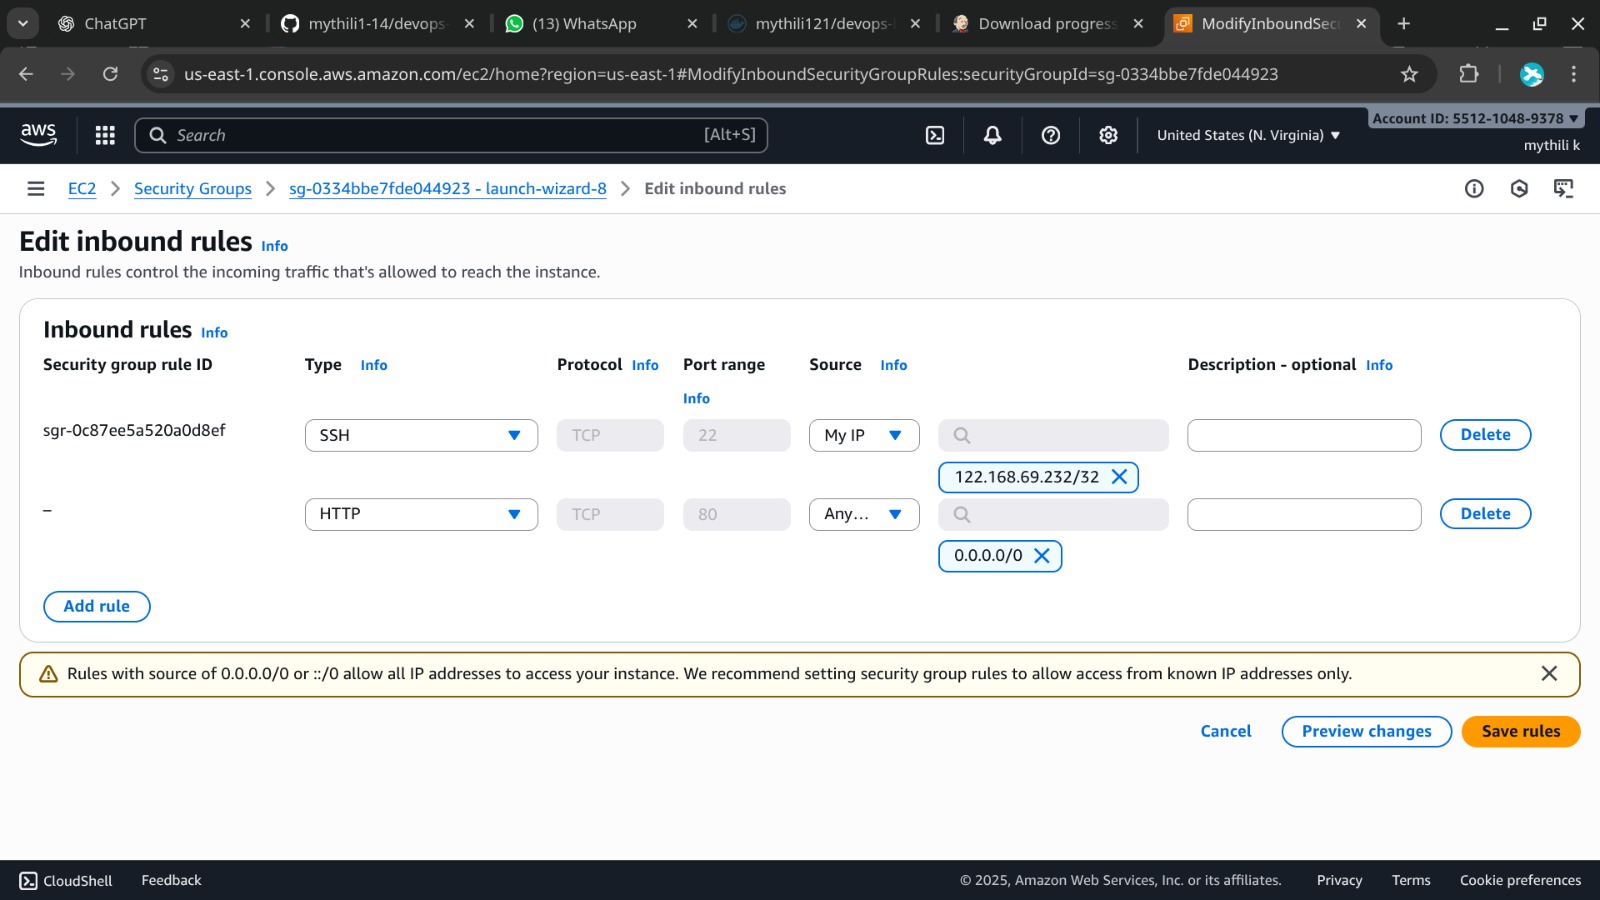 ChatGPT
mythili1-14/devops-
(13) WhatsApp
mythili121/devops-
Download progress
ModifyInboundSecu
us-east-1.console.aws.amazon.com/ec2/home?region=us-east-1#ModifyInboundSecurityGroupRules:securityGroupId=sg-0334bbe7fde044923
aws
Search
[Alt+S]
United States (N. Virginia)
Account ID: 5512-1048-9378
mythili k
EC2 > Security Groups > sg-0334bbe7fde044923 - launch-wizard-8 > Edit inbound rules
Edit inbound rules Info
Inbound rules control the incoming traffic that's allowed to reach the instance.
Inbound rules Info
Security group rule ID Type Info Protocol Info Port range Info Source Info Description - optional Info
sgr-0c87ee5a520a0d8ef SSH TCP 22 My IP Delete
122.168.69.232/32
– HTTP TCP 80 Any... Delete
0.0.0.0/0
Add rule
Rules with source of 0.0.0.0/0 or ::/0 allow all IP addresses to access your instance. We recommend setting security group rules to allow access from known IP addresses only.
Cancel Preview changes Save rules
CloudShell Feedback © 2025, Amazon Web Services, Inc. or its affiliates. Privacy Terms Cookie preferences